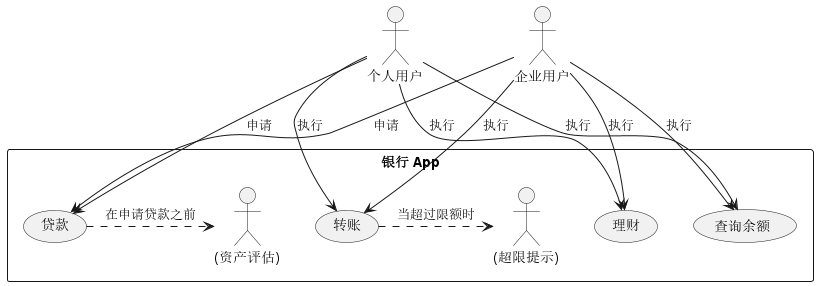 个人用户
企业用户
申请
执行
申请
执行
执行
执行
执行
执行
银行 App
贷款
在申请贷款之前
(资产评估)
转账
当超过限额时
(超限提示)
理财
查询余额